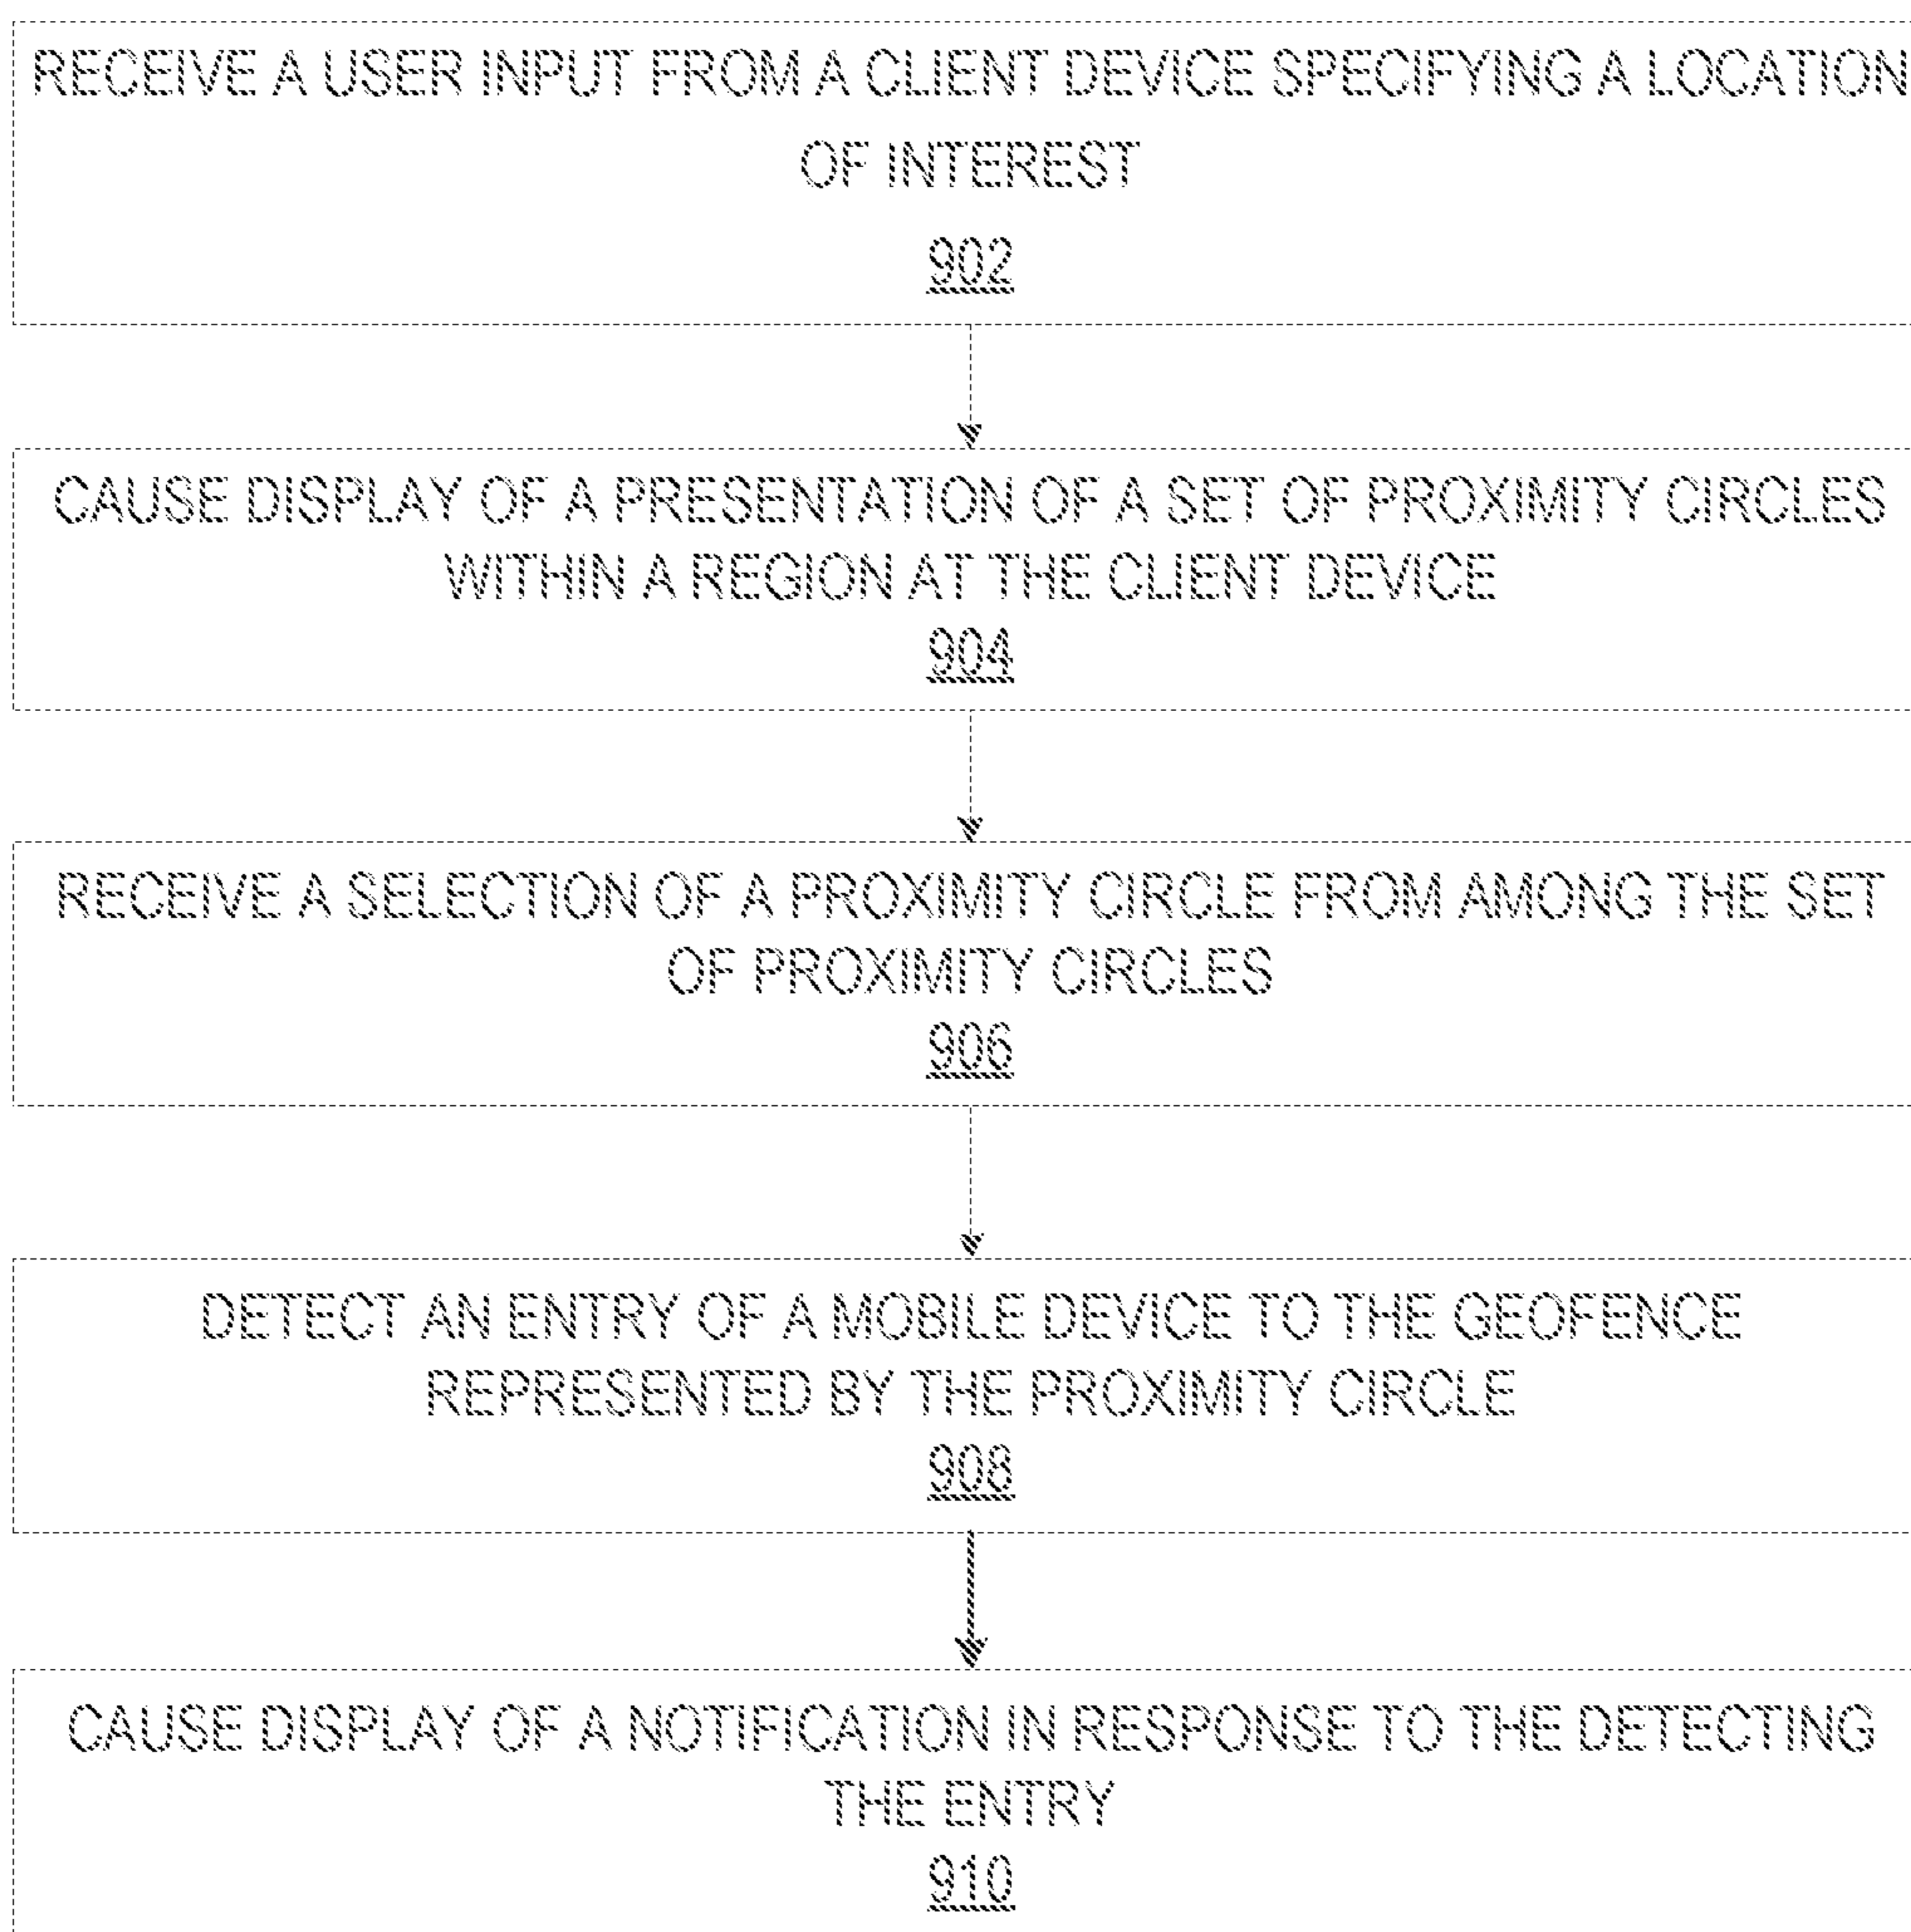 RECEIVE A USER INPUT FROM A CLIENT DEVICE SPECIFYING A LOCATION
OF INTEREST
902
CAUSE DISPLAY OF A PRESENTATION OF A SET OF PROXIMITY CIRCLES
WITHIN A REGION AT THE CLIENT DEVICE
904
RECEIVE A SELECTION OF A PROXIMITY CIRCLE FROM AMONG THE SET
OF PROXIMITY CIRCLES
906
DETECT AN ENTRY OF A MOBILE DEVICE TO THE GEOFENCE
REPRESENTED BY THE PROXIMITY CIRCLE
908
CAUSE DISPLAY OF A NOTIFICATION IN RESPONSE TO THE DETECTING
THE ENTRY
910